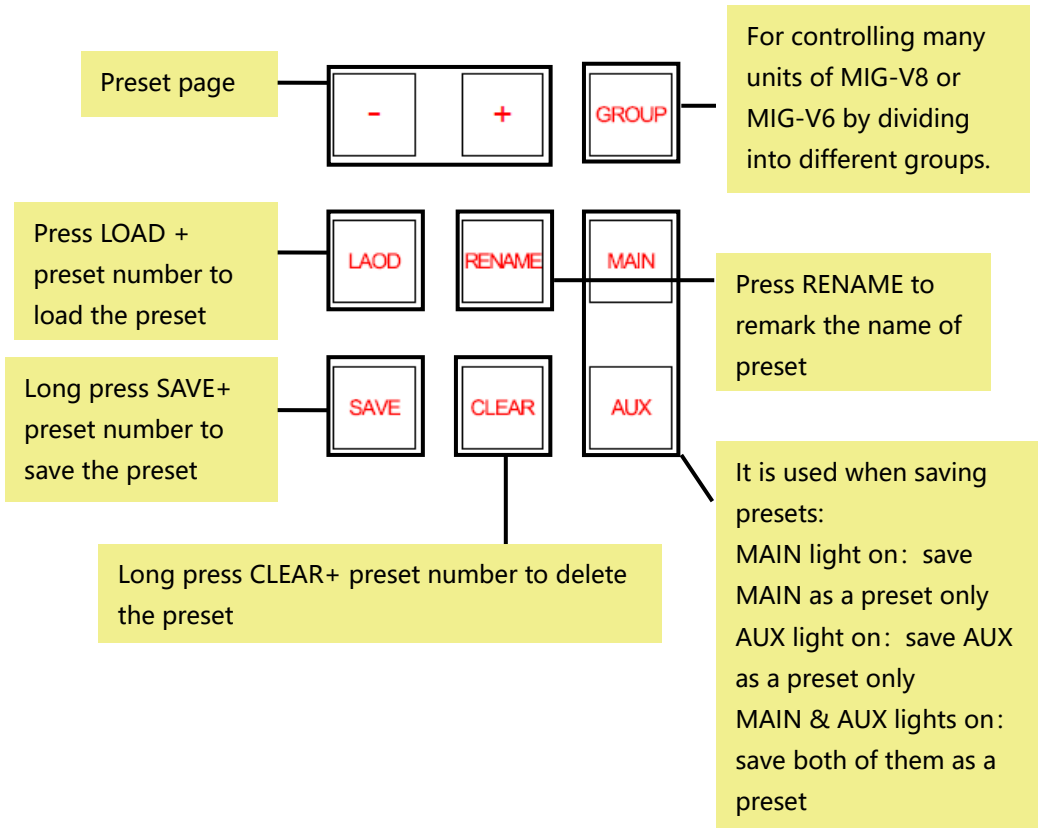 Preset page
-
+
GROUP
For controlling many
units of MIG-V8 or
MIG-V6 by dividing
into different groups.
Press LOAD +
preset number to
load the preset
LAOD
RENAME
MAIN
Press RENAME to
remark the name of
preset
Long press SAVE+
preset number to
save the preset
SAVE
CLEAR
AUX
It is used when saving
presets:
MAIN light on: save
MAIN as a preset only
AUX light on: save AUX
as a preset only
MAIN & AUX lights on:
save both of them as a
preset
Long press CLEAR+ preset number to delete
the preset